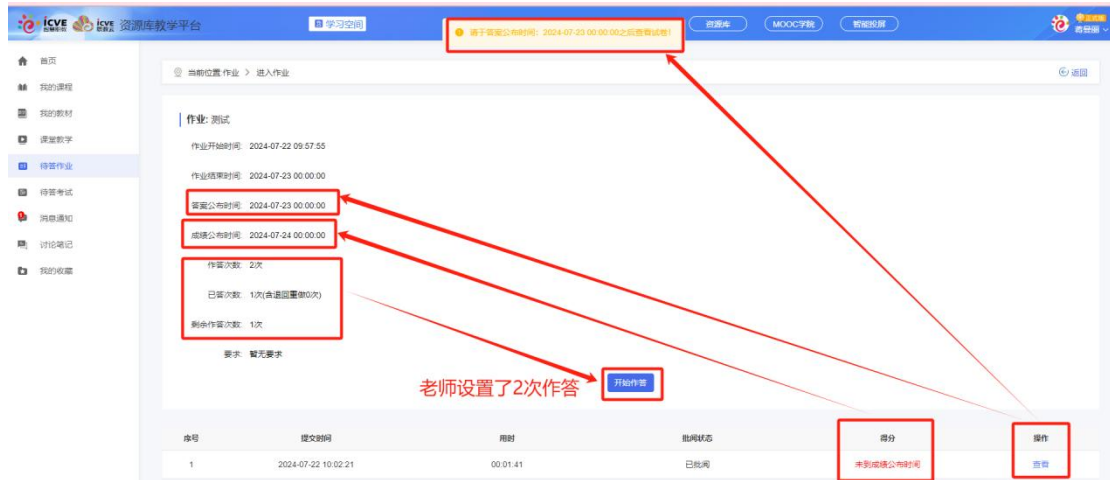 icve 智慧职教 icve 职教云 资源库教学平台 学习空间 资源库 MOOC学院 智能投屏
请于答案公布时间：2024-07-23 00:00:00之后查看试卷!
首页
我的课程
我的教材
课堂教学
待答作业
待答考试
消息通知
讨论笔记
我的收藏
当前位置 作业 > 进入作业 返回
作业: 测试
作业开始时间: 2024-07-22 09:57:55
作业结束时间: 2024-07-23 00:00:00
答案公布时间: 2024-07-23 00:00:00
成绩公布时间: 2024-07-24 00:00:00
作答次数: 2次
已答次数: 1次(含退回重做0次)
剩余作答次数: 1次
要求: 暂无要求
老师设置了2次作答 开始作答
序号 提交时间 用时 批阅状态 得分 操作
1 2024-07-22 10:02:21 00:01:41 已批阅 未到成绩公布时间 查看